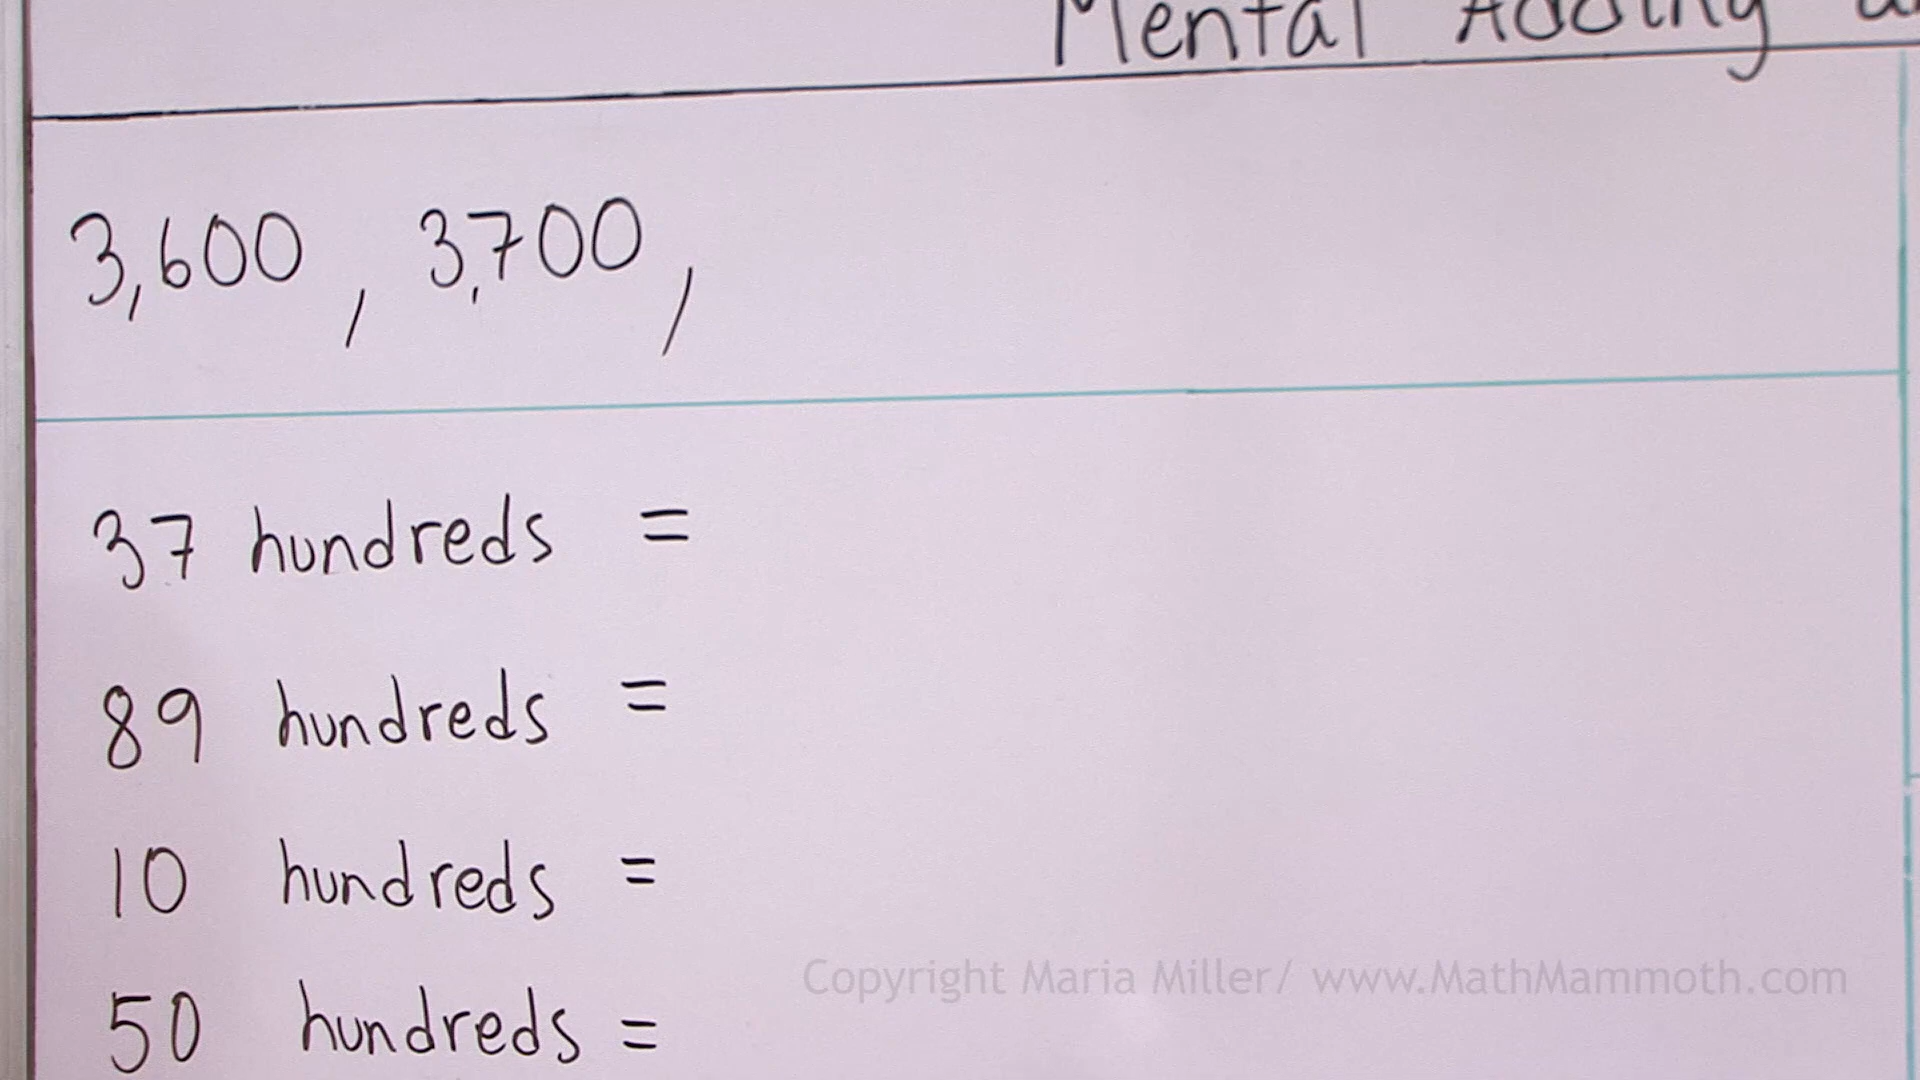 Mental Adding
3,600 , 3,700 ,
37 hundreds =
89 hundreds =
10 hundreds =
50 hundreds =
Copyright Maria Miller/ www.MathMammoth.com